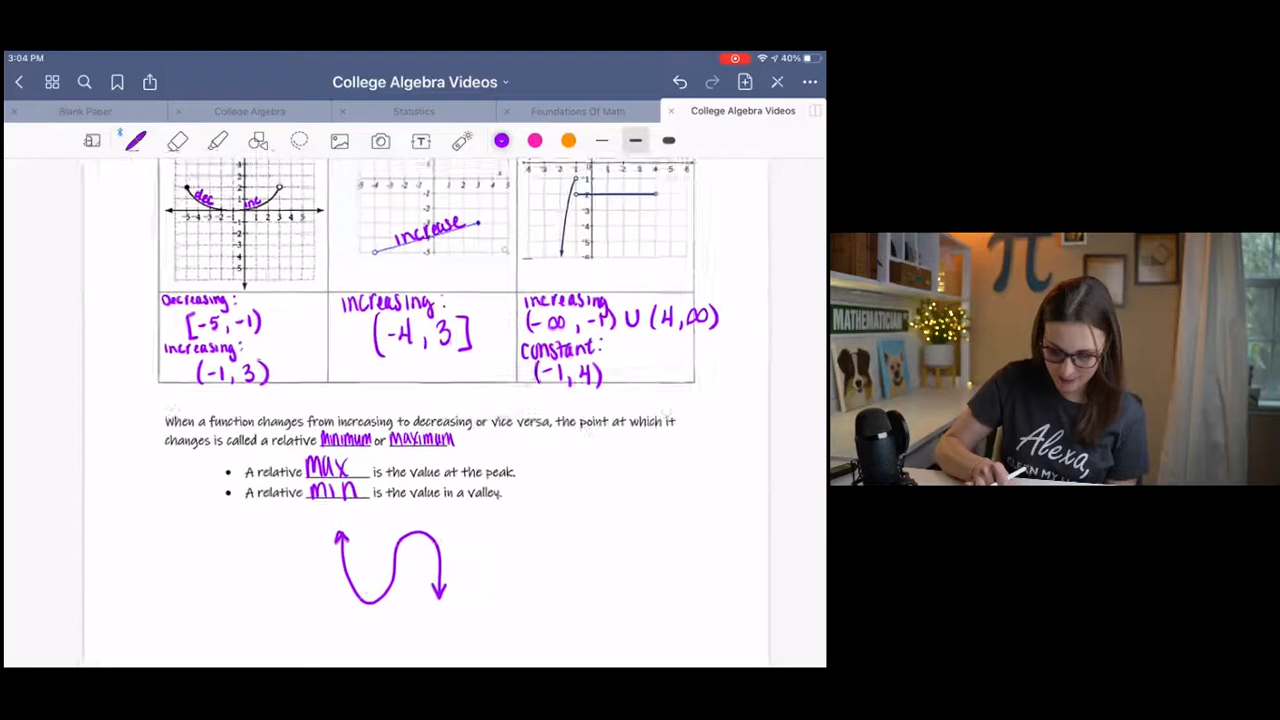 3:04 PM
40%
College Algebra Videos
Blank Paper
College Algebra
Statistics
Foundations Of Math
College Algebra Videos
dec
inc
increase
Decreasing:
[-5, -1)
increasing:
(-1, 3)
increasing:
(-4, 3]
increasing
(-∞, -1) ∪ (4, ∞)
constant:
(-1, 4)
When a function changes from increasing to decreasing or vice versa, the point at which it
changes is called a relative minimum or maximum
• A relative max is the value at the peak.
• A relative min is the value in a valley.
MATHEMATICIAN
Alexa,